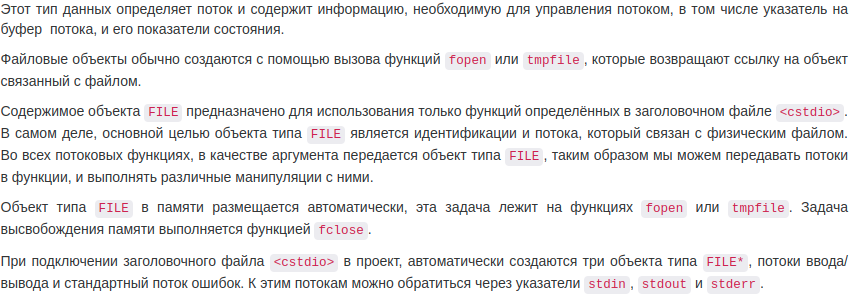 Этот тип данных определяет поток и содержит информацию, необходимую для управления потоком, в том числе указатель на
буфер потока, и его показатели состояния.
Файловые объекты обычно создаются с помощью вызова функций fopen или tmpfile, которые возвращают ссылку на объект
связанный с файлом.
Содержимое объекта FILE предназначено для использования только функций определённых в заголовочном файле <cstdio>.
В самом деле, основной целью объекта типа FILE является идентификации и потока, который связан с физическим файлом.
Во всех потоковых функциях, в качестве аргумента передается объект типа FILE, таким образом мы можем передавать потоки
в функции, и выполнять различные манипуляции с ними.
Объект типа FILE в памяти размещается автоматически, эта задача лежит на функциях fopen или tmpfile. Задача
высвобождения памяти выполняется функцией fclose.
При подключении заголовочного файла <cstdio> в проект, автоматически создаются три объекта типа FILE*, потоки ввода/
вывода и стандартный поток ошибок. К этим потокам можно обратиться через указатели stdin, stdout и stderr.